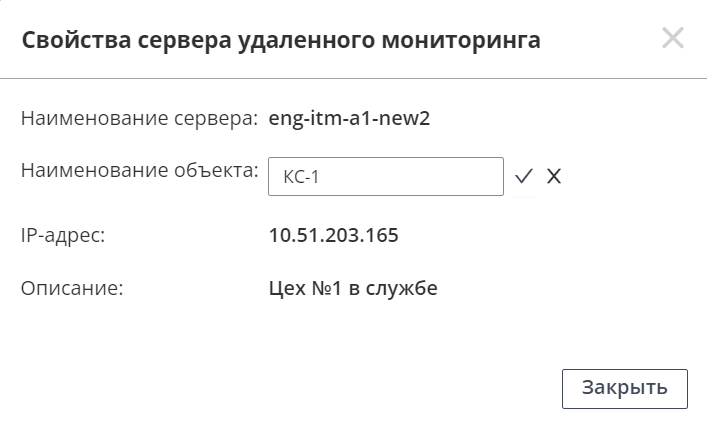 Свойства сервера удаленного мониторинга
Наименование сервера: eng-itm-a1-new2
Наименование объекта: КС-1
IP-адрес: 10.51.203.165
Описание: Цех №1 в службе
Закрыть